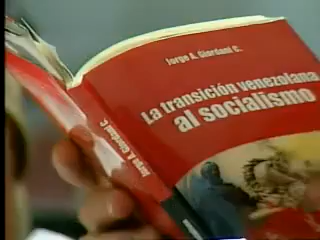 Jorge A. Giordani C.
La transición venezolana
al socialismo
Jorge A. Giordani C.